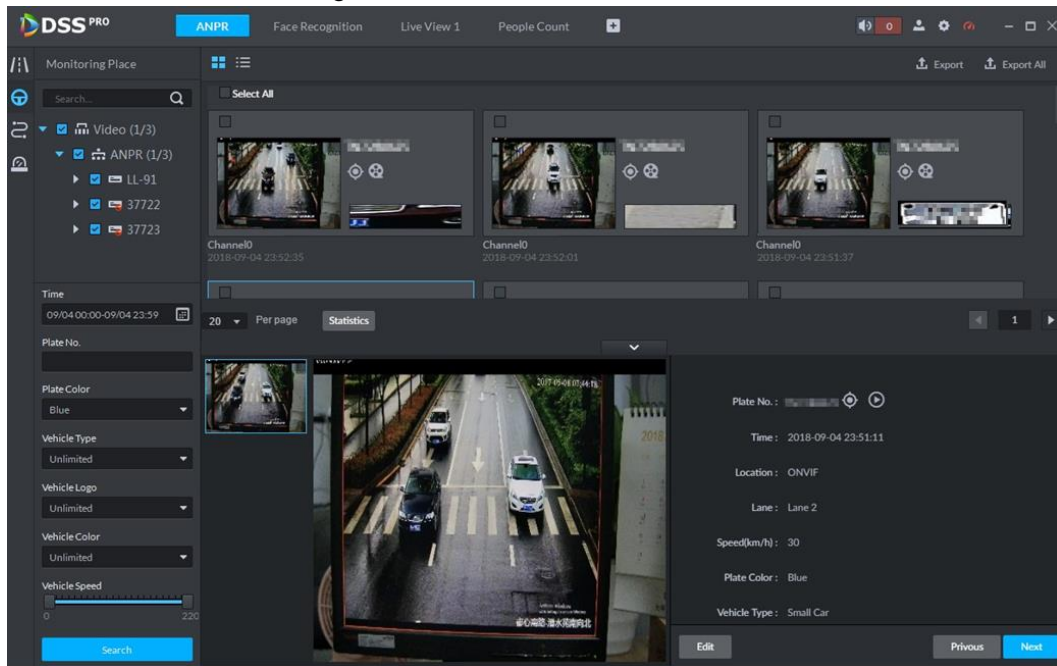 DSS PRO
ANPR
Face Recognition
Live View 1
People Count
0
Monitoring Place
Export
Export All
Search...
Select All
Video (1/3)
ANPR (1/3)
LL-91
37722
37723
Channel0
2018-09-04 23:52:35
Channel0
2018-09-04 23:52:01
Channel0
2018-09-04 23:51:37
Time
09/04 00:00-09/04 23:59
20
Per page
Statistics
1
Plate No.
Plate Color
Blue
Vehicle Type
Unlimited
Vehicle Logo
Unlimited
Vehicle Color
Unlimited
Vehicle Speed
0
220
Search
2018
Plate No. :
Time : 2018-09-04 23:51:11
Location : ONVIF
Lane : Lane 2
Speed(km/h) : 30
Plate Color : Blue
Vehicle Type : Small Car
Edit
Privous
Next